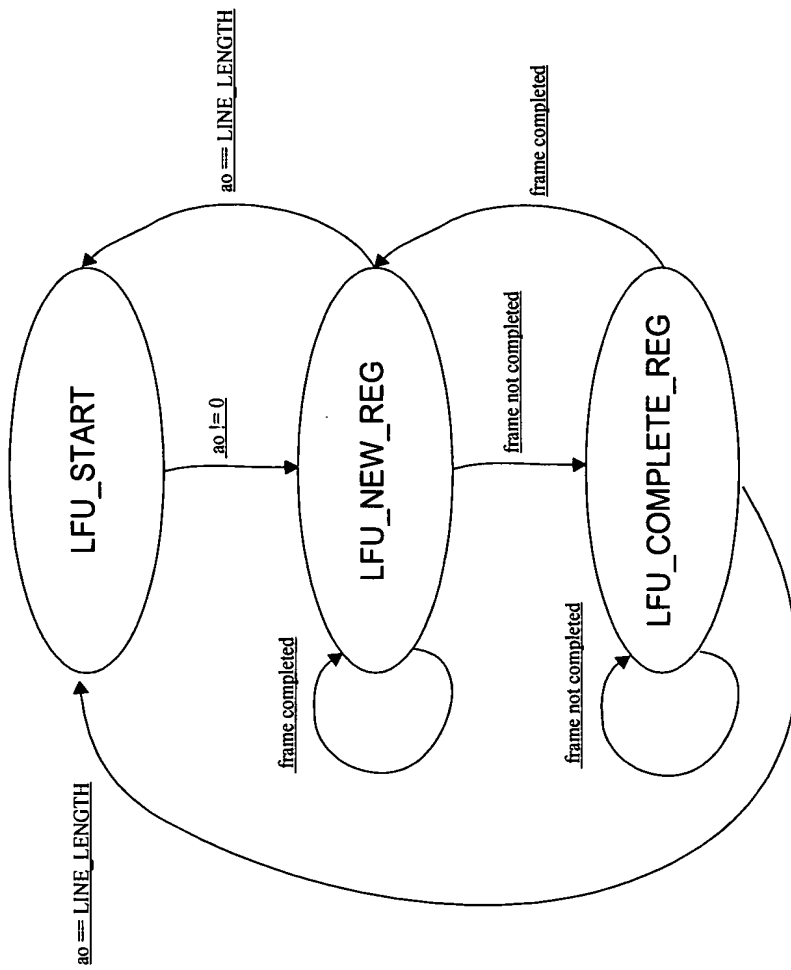 ao == LINE_LENGTH
LFU_START
ao == LINE_LENGTH
ao != 0
frame completed
LFU_NEW_REG
frame completed
frame not completed
frame not completed
LFU_COMPLETE_REG